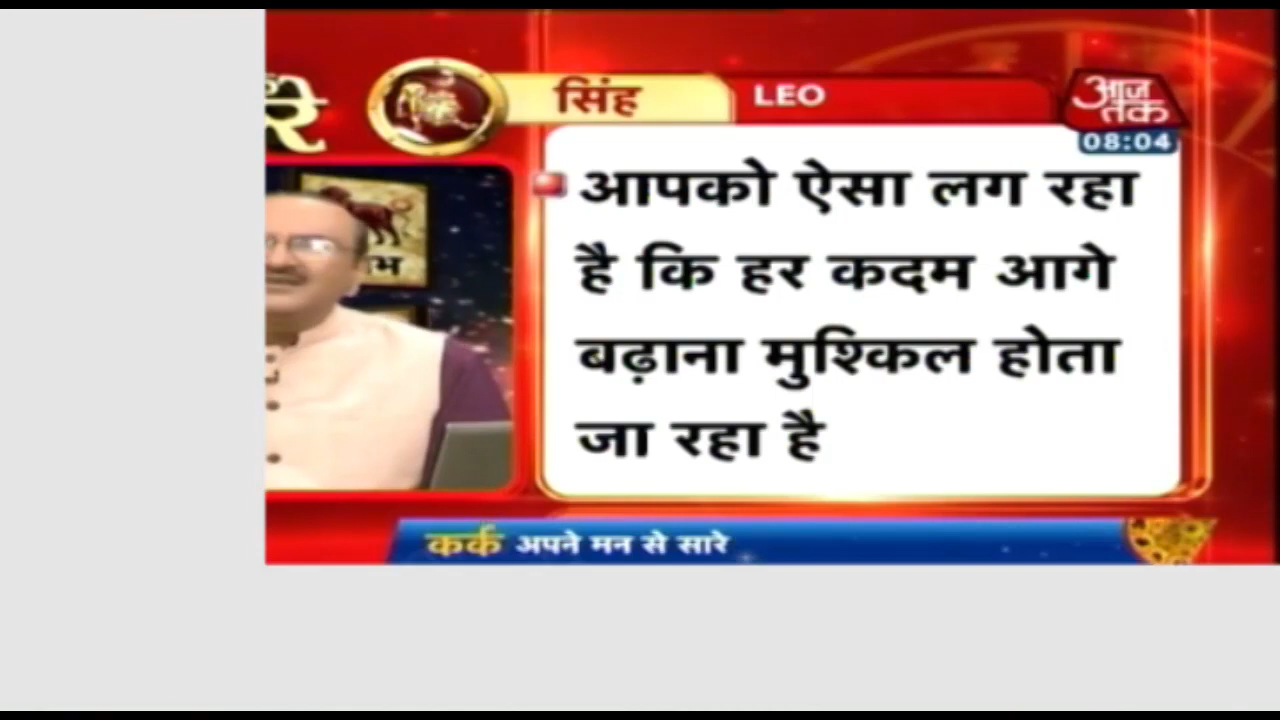 सिंह
LEO
आज
तक
08:04
आपको ऐसा लग रहा
है कि हर कदम आगे
बढ़ाना मुश्किल होता
जा रहा है
कर्क अपने मन से सारे